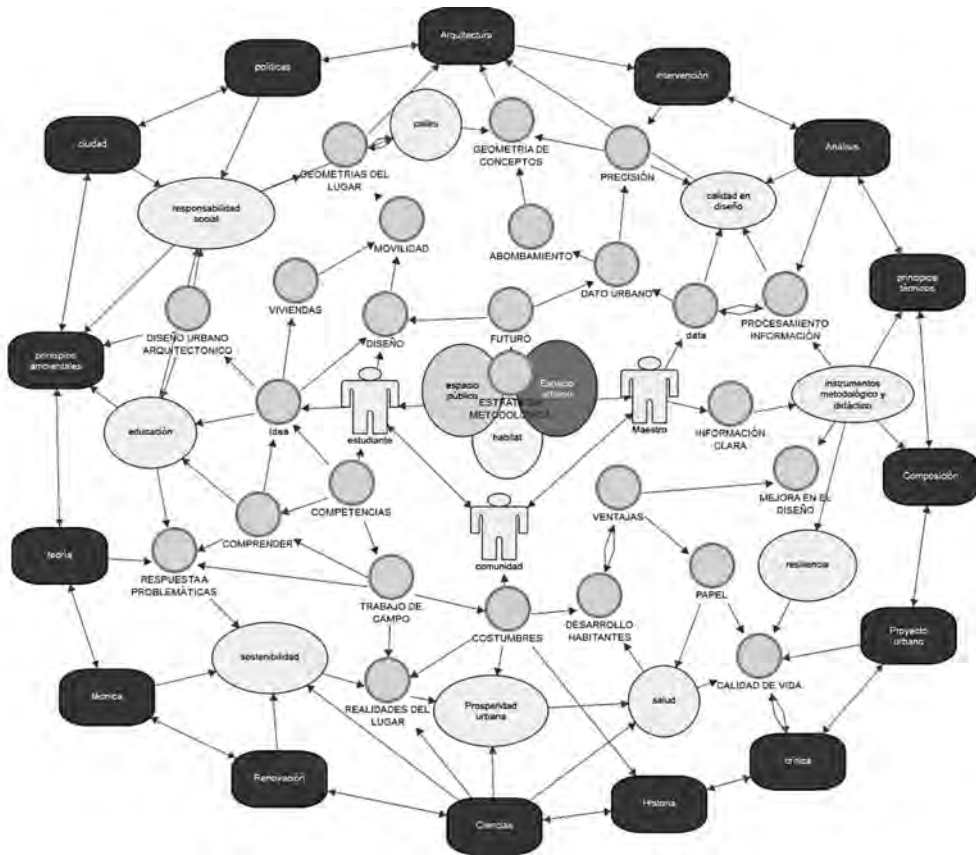 Arquitectura
políticas
intervención
ciudad
Análisis
GEOMETRIA DE
CONCEPTOS
GEOMETRÍAS DEL
LUGAR
PRECISIÓN
calidad en
diseño
responsabilidad
social
MOVILIDAD
ABOMBAMIENTO
principios
técnicos
VIVIENDAS
DATO URBANO
DISEÑO URBANO
ARQUITECTONICO
DISEÑO
FUTURO
data
PROCESAMIENTO
INFORMACIÓN
principios
ambientales
espacio
público
Espacio
urbano
ESTRATEGIA
METODOLÓGICA
hábitat
instrumentos
metodológico y
didáctico
educación
idea
estudiante
Maestro
INFORMACIÓN
CLARA
Composición
COMPETENCIAS
VENTAJAS
MEJORA EN EL
DISEÑO
COMPRENDER
comunidad
teoría
resiliencia
RESPUESTA A
PROBLEMÁTICAS
TRABAJO DE
CAMPO
COSTUMBRES
DESARROLLO
HABITANTES
PAPEL
Proyecto
urbano
sostenibilidad
CALIDAD DE VIDA
técnica
REALIDADES DEL
LUGAR
Prosperidad
urbana
salud
Renovación
crítica
Historia
Ciencias